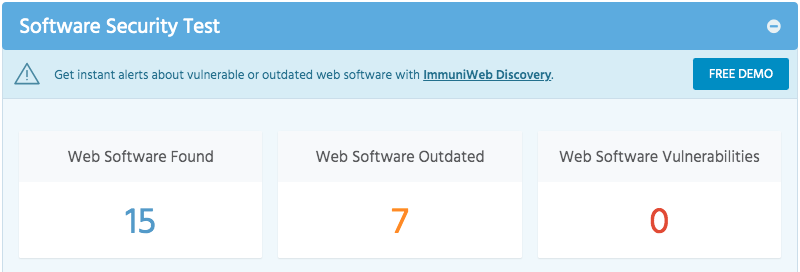 Software Security Test
Get instant alerts about vulnerable or outdated web software with ImmuniWeb Discovery.
FREE DEMO
Web Software Found
15
Web Software Outdated
7
Web Software Vulnerabilities
0